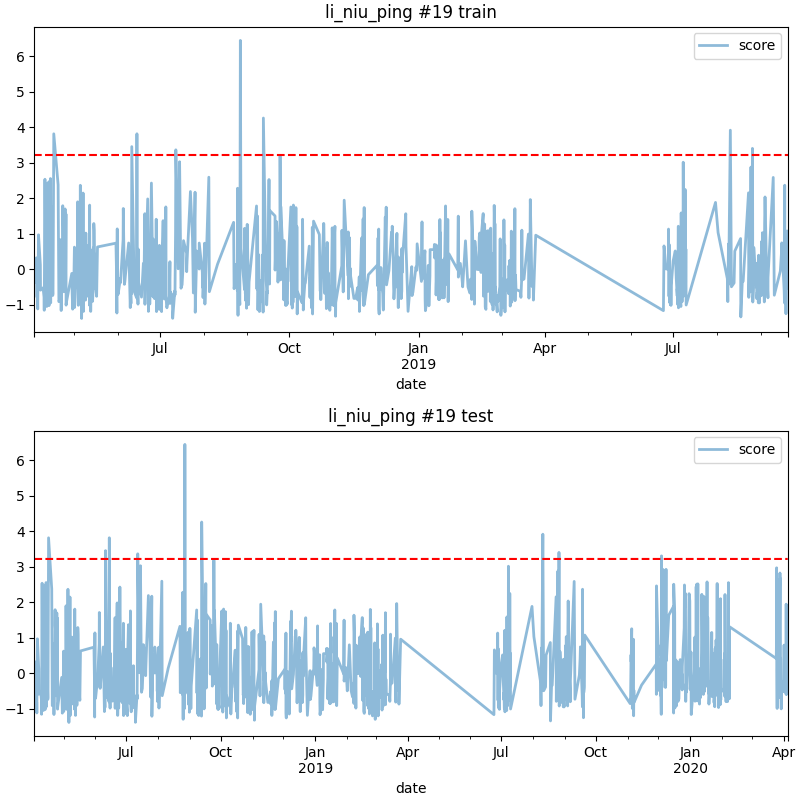 li_niu_ping #19 train
score
6
5
4
3
2
1
0
−1
Jul
Oct
Jan
2019
Apr
Jul
date
li_niu_ping #19 test
score
6
5
4
3
2
1
0
−1
Jul
Oct
Jan
2019
Apr
Jul
Oct
Jan
2020
Apr
date